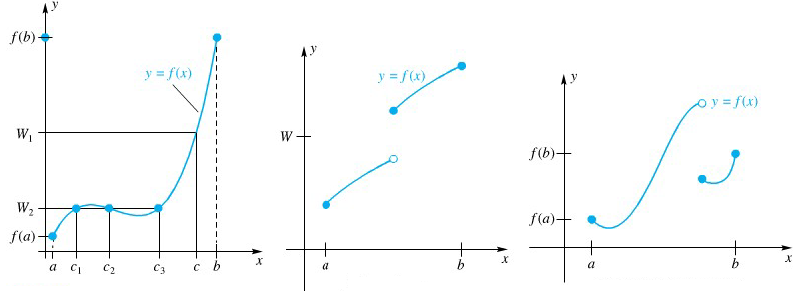 y
f(b)
y = f(x)
W₁
W₂
f(a)
a c₁ c₂ c₃ c b x
y
y = f(x)
W
a b x
y
y = f(x)
f(b)
f(a)
a b x